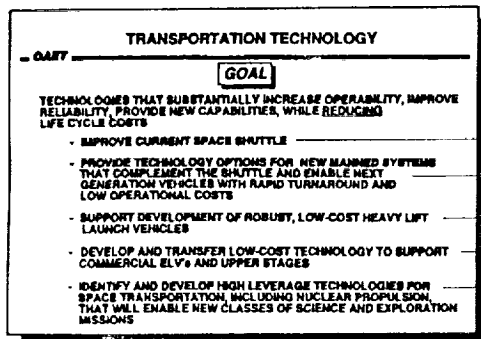 TRANSPORTATION TECHNOLOGY
OAET
GOAL
TECHNOLOGIES THAT SUBSTANTIALLY INCREASE OPERABILITY, IMPROVE
RELIABILITY, PROVIDE NEW CAPABILITIES, WHILE REDUCING
LIFE CYCLE COSTS
- IMPROVE CURRENT SPACE SHUTTLE
- PROVIDE TECHNOLOGY OPTIONS FOR NEW MANNED SYSTEMS
THAT COMPLEMENT THE SHUTTLE AND ENABLE NEXT
GENERATION VEHICLES WITH RAPID TURNAROUND AND
LOW OPERATIONAL COSTS
- SUPPORT DEVELOPMENT OF ROBUST, LOW-COST HEAVY LIFT
LAUNCH VEHICLES
- DEVELOP AND TRANSFER LOW-COST TECHNOLOGY TO SUPPORT
COMMERCIAL ELV's AND UPPER STAGES
- IDENTIFY AND DEVELOP HIGH LEVERAGE TECHNOLOGIES FOR
SPACE TRANSPORTATION, INCLUDING NUCLEAR PROPULSION,
THAT WILL ENABLE NEW CLASSES OF SCIENCE AND EXPLORATION
MISSIONS